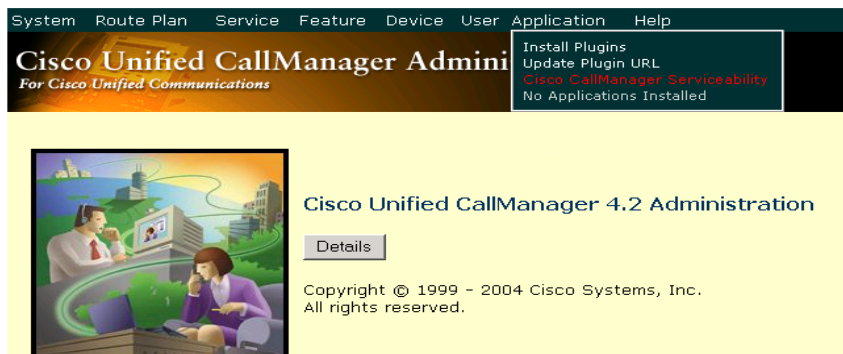 System Route Plan Service Feature Device User Application Help
Cisco Unified CallManager Admini
For Cisco Unified Communications
Install Plugins
Update Plugin URL
Cisco CallManager Serviceability
No Applications Installed
Cisco Unified CallManager 4.2 Administration
Details
Copyright © 1999 - 2004 Cisco Systems, Inc.
All rights reserved.